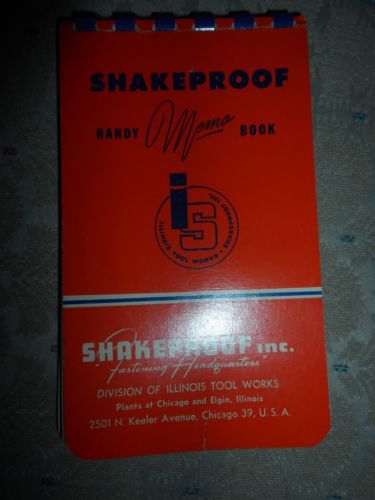 SHAKEPROOF
HANDY Memo BOOK
iS
ILLINOIS TOOL WORKS • SHAKEPROOF INC.
SHAKEPROOF inc.
"Fastening Headquarters"
DIVISION OF ILLINOIS TOOL WORKS
Plants at Chicago and Elgin, Illinois
2501 N. Keeler Avenue, Chicago 39, U. S. A.